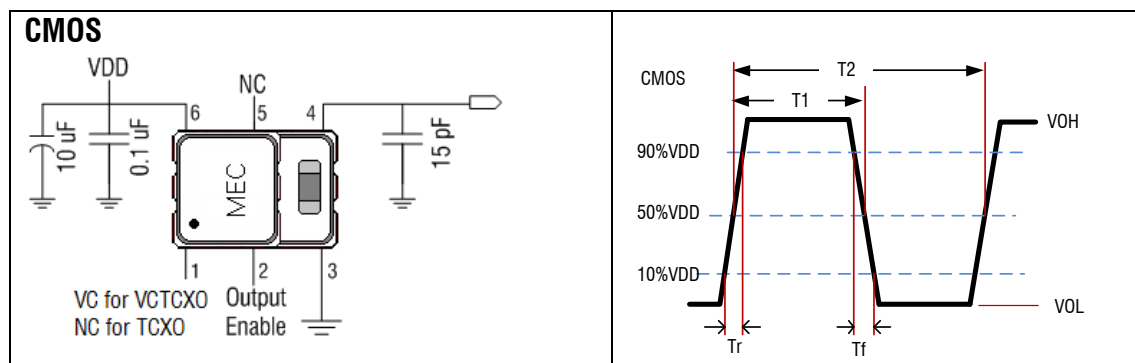 CMOS
VDD
NC
6
5
4
10 uF
0.1 uF
15 pF
MEC
1
2
3
VC for VCTCXO
NC for TCXO
Output
Enable
CMOS
T2
T1
VOH
90%VDD
50%VDD
10%VDD
VOL
Tr
Tf